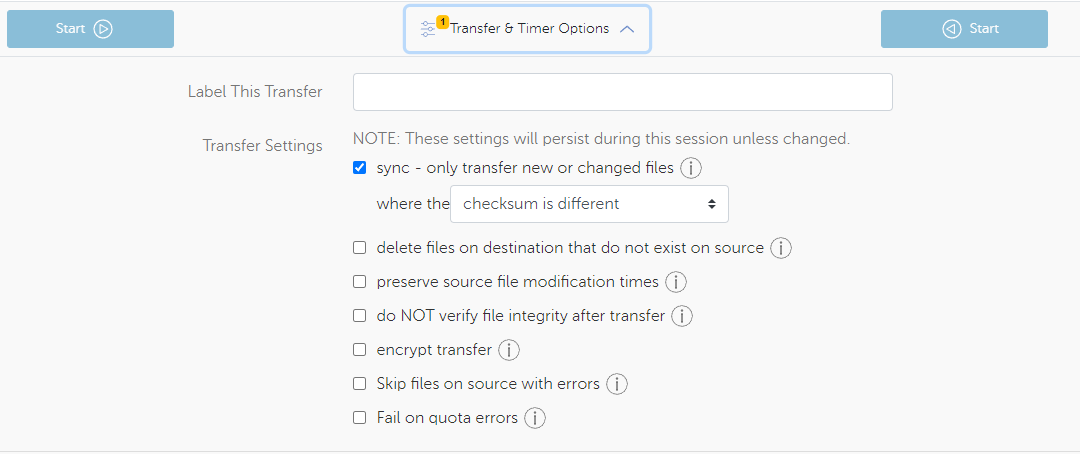 Start
1
Transfer & Timer Options
Start
Label This Transfer
Transfer Settings
NOTE: These settings will persist during this session unless changed.
sync - only transfer new or changed files
where the checksum is different
delete files on destination that do not exist on source
preserve source file modification times
do NOT verify file integrity after transfer
encrypt transfer
Skip files on source with errors
Fail on quota errors